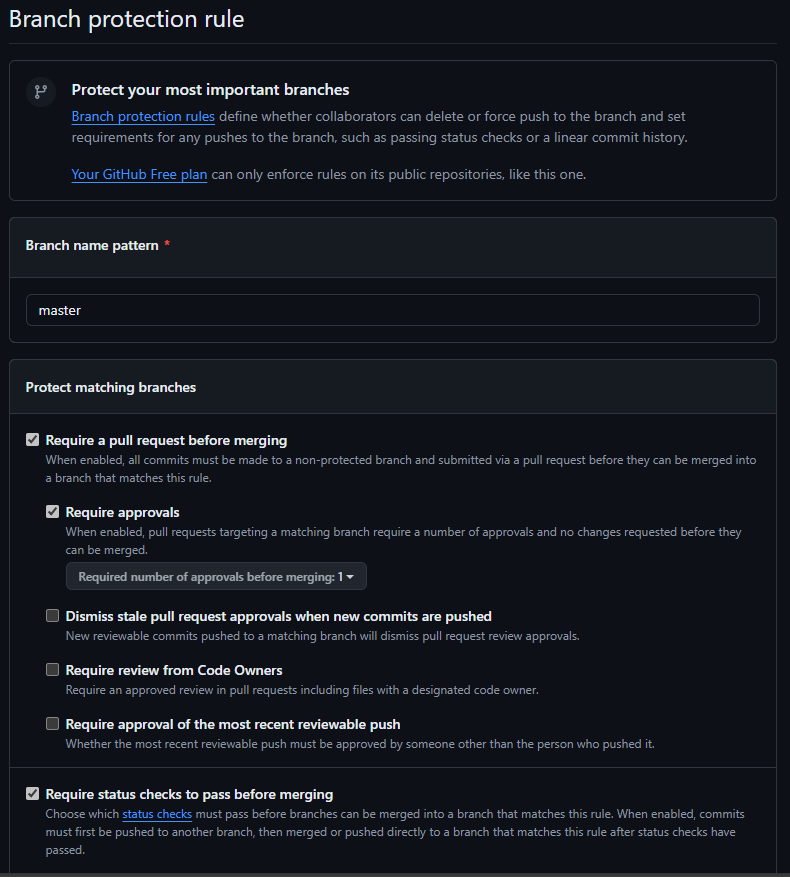 Branch protection rule
Protect your most important branches
Branch protection rules define whether collaborators can delete or force push to the branch and set
requirements for any pushes to the branch, such as passing status checks or a linear commit history.
Your GitHub Free plan can only enforce rules on its public repositories, like this one.
Branch name pattern *
master
Protect matching branches
Require a pull request before merging
When enabled, all commits must be made to a non-protected branch and submitted via a pull request before they can be merged into
a branch that matches this rule.
Require approvals
When enabled, pull requests targeting a matching branch require a number of approvals and no changes requested before they
can be merged.
Required number of approvals before merging: 1
Dismiss stale pull request approvals when new commits are pushed
New reviewable commits pushed to a matching branch will dismiss pull request review approvals.
Require review from Code Owners
Require an approved review in pull requests including files with a designated code owner.
Require approval of the most recent reviewable push
Whether the most recent reviewable push must be approved by someone other than the person who pushed it.
Require status checks to pass before merging
Choose which status checks must pass before branches can be merged into a branch that matches this rule. When enabled, commits
must first be pushed to another branch, then merged or pushed directly to a branch that matches this rule after status checks have
passed.